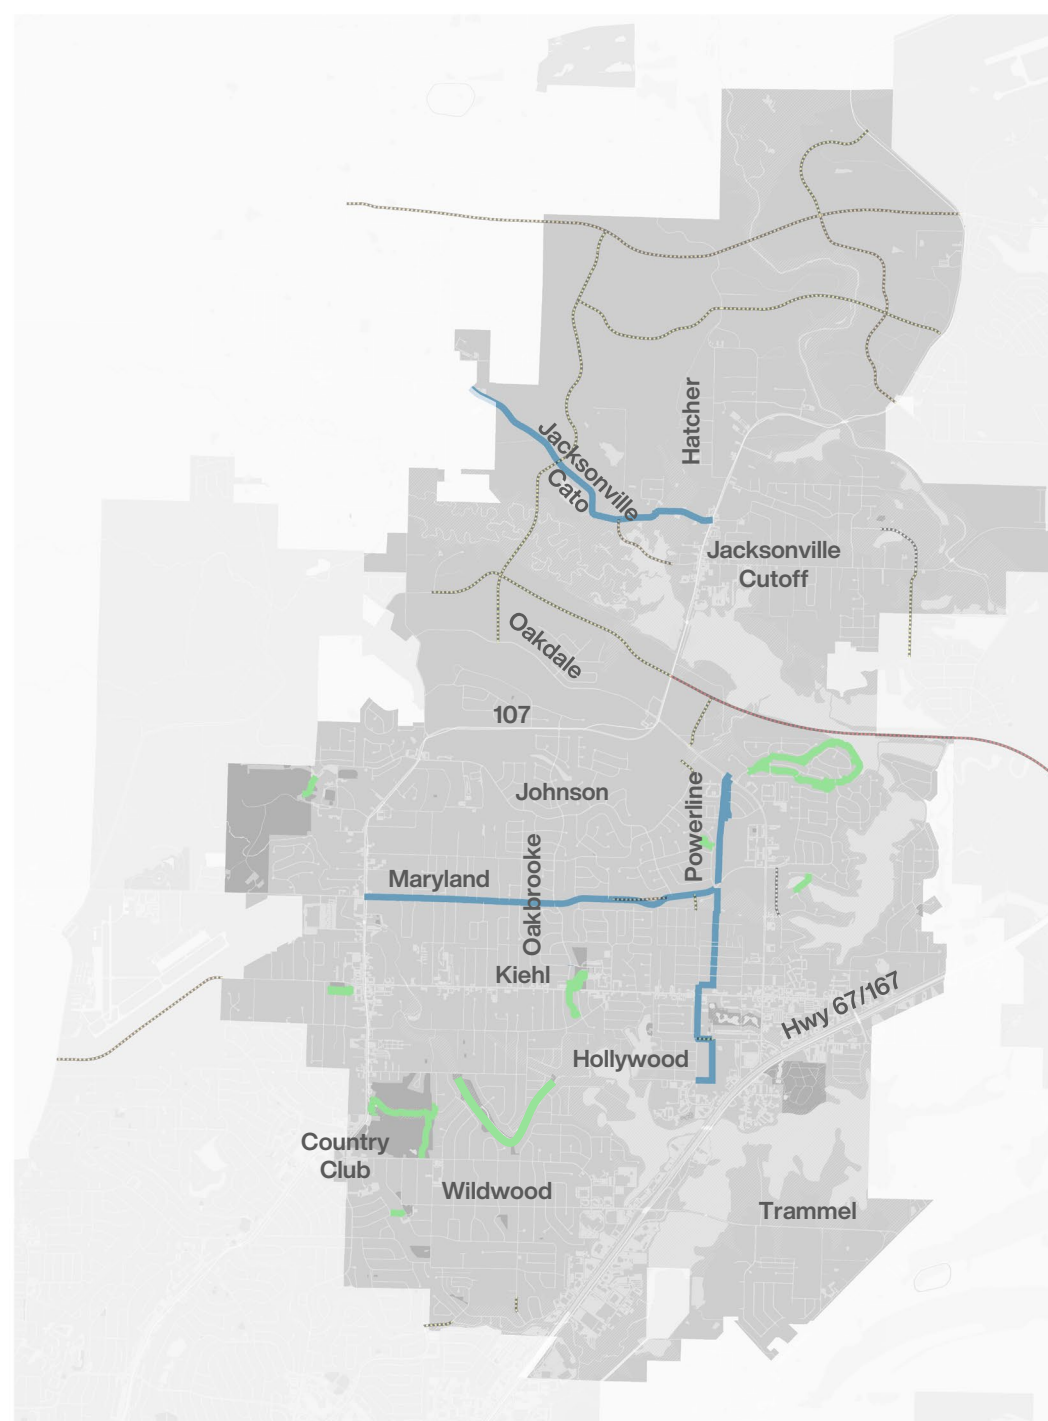 Hatcher
Jacksonville
Cato
Jacksonville
Cutoff
Oakdale
107
Johnson
Powerline
Oakbrooke
Maryland
Kiehl
Hwy 67/167
Hollywood
Country
Club
Wildwood
Trammel